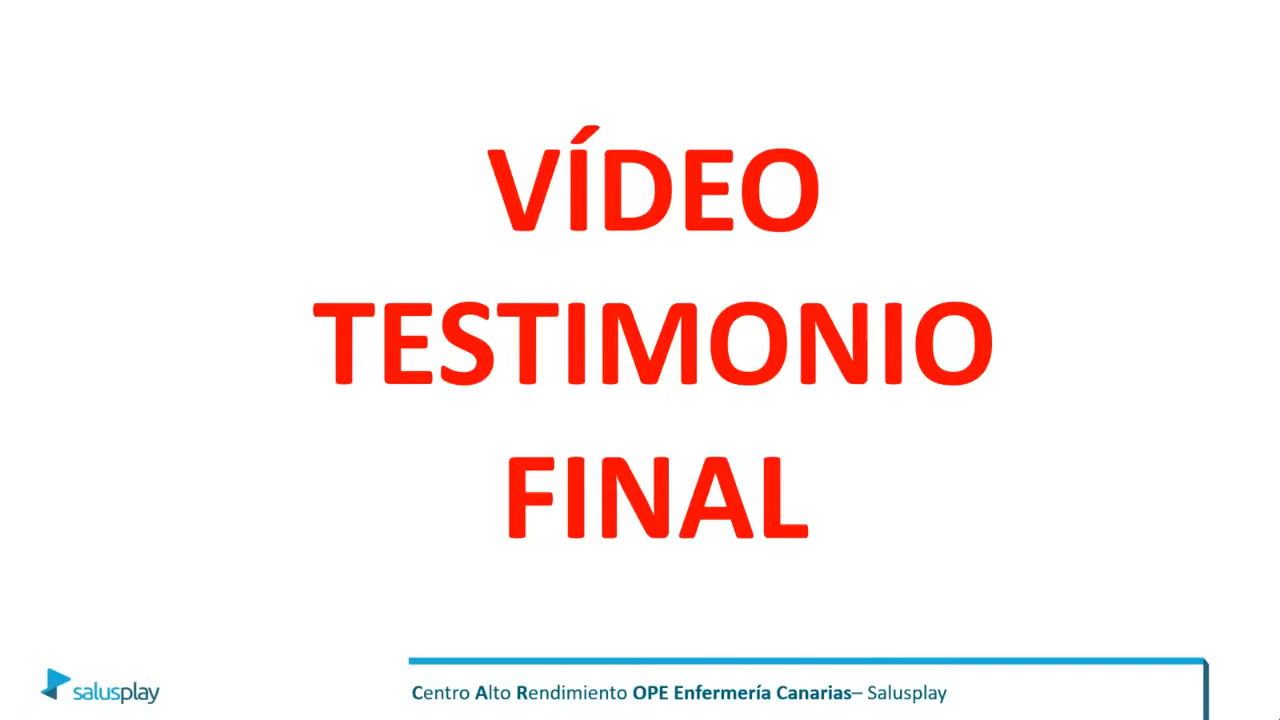 VÍDEO
TESTIMONIO
FINAL
salusplay
Centro Alto Rendimiento OPE Enfermería Canarias– Salusplay